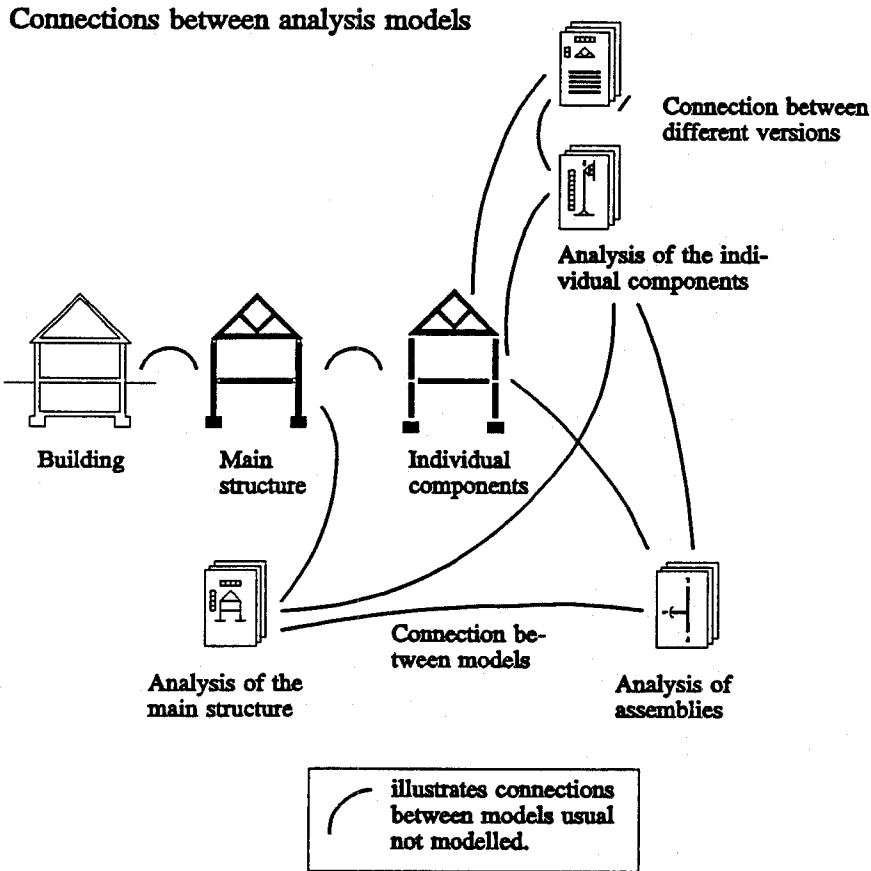 Connections between analysis models
Connection between
different versions
Analysis of the indi-
vidual components
Building
Main
structure
Individual
components
Connection be-
tween models
Analysis of the
main structure
Analysis of
assemblies
illustrates connections
between models usual
not modelled.